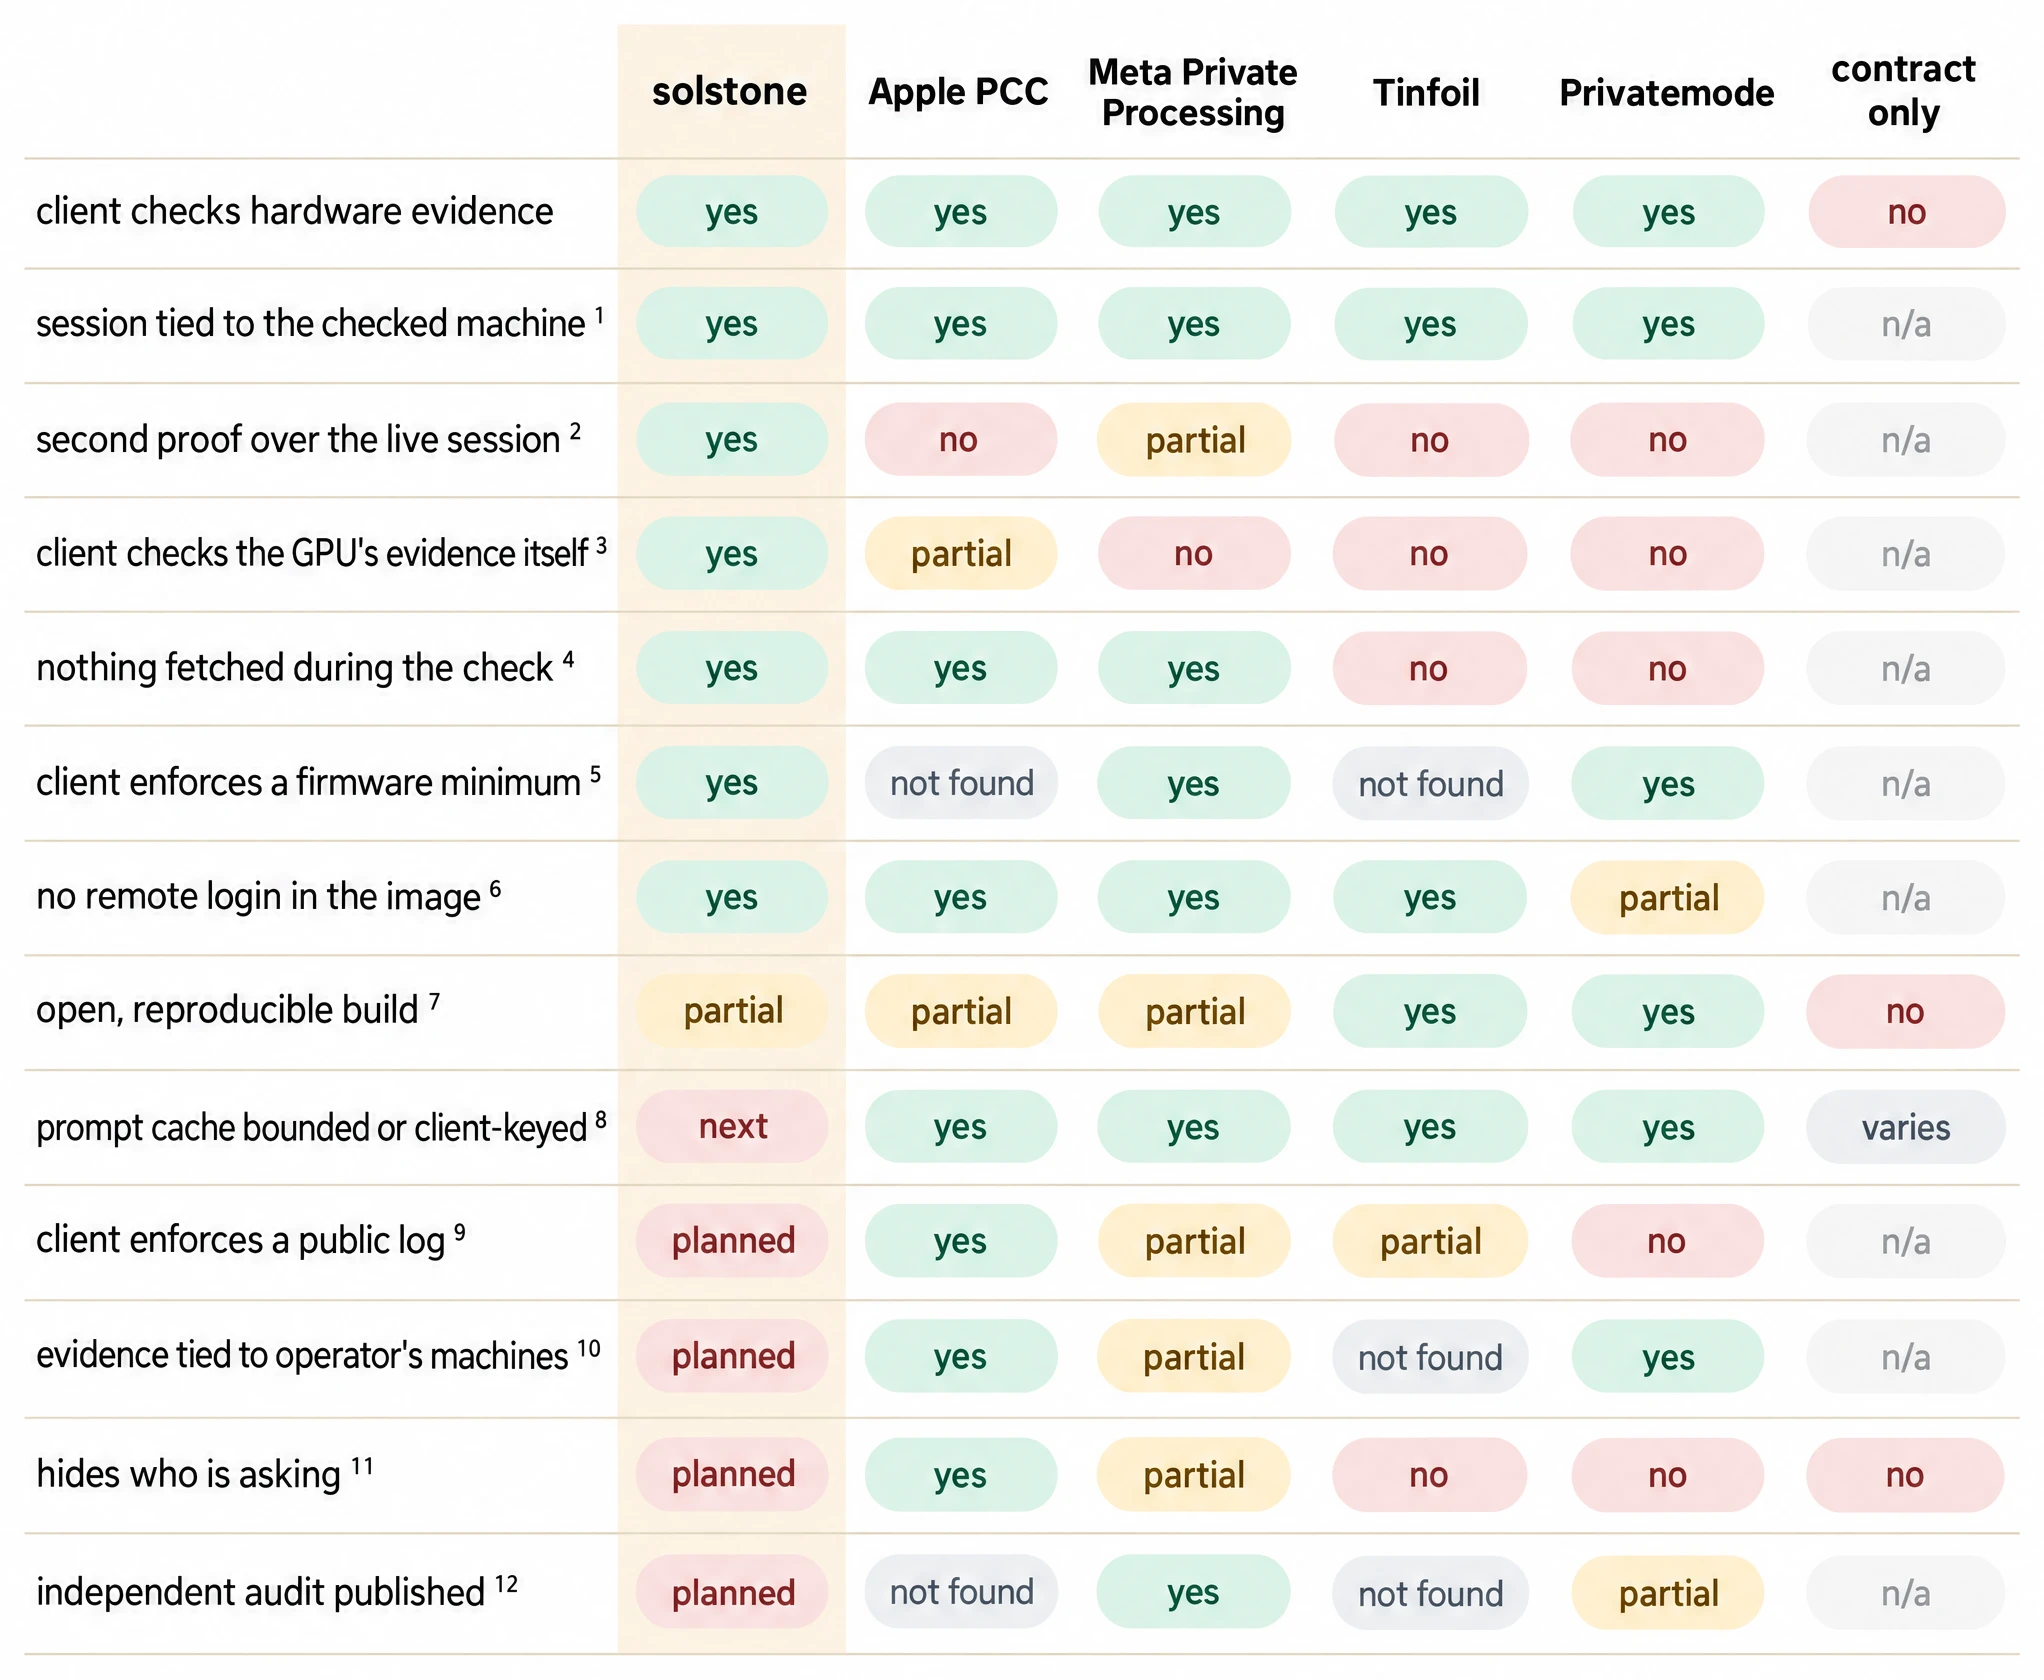 solstone Apple PCC Meta Private Processing Tinfoil Privatemode contract only
client checks hardware evidence yes yes yes yes yes no
session tied to the checked machine 1 yes yes yes yes yes n/a
second proof over the live session 2 yes no partial no no n/a
client checks the GPU's evidence itself 3 yes partial no no no n/a
nothing fetched during the check 4 yes yes yes no no n/a
client enforces a firmware minimum 5 yes not found yes not found yes n/a
no remote login in the image 6 yes yes yes yes partial n/a
open, reproducible build 7 partial partial partial yes yes no
prompt cache bounded or client-keyed 8 next yes yes yes yes varies
client enforces a public log 9 planned yes partial partial no n/a
evidence tied to operator's machines 10 planned yes partial not found yes n/a
hides who is asking 11 planned yes partial no no no
independent audit published 12 planned not found yes not found partial n/a